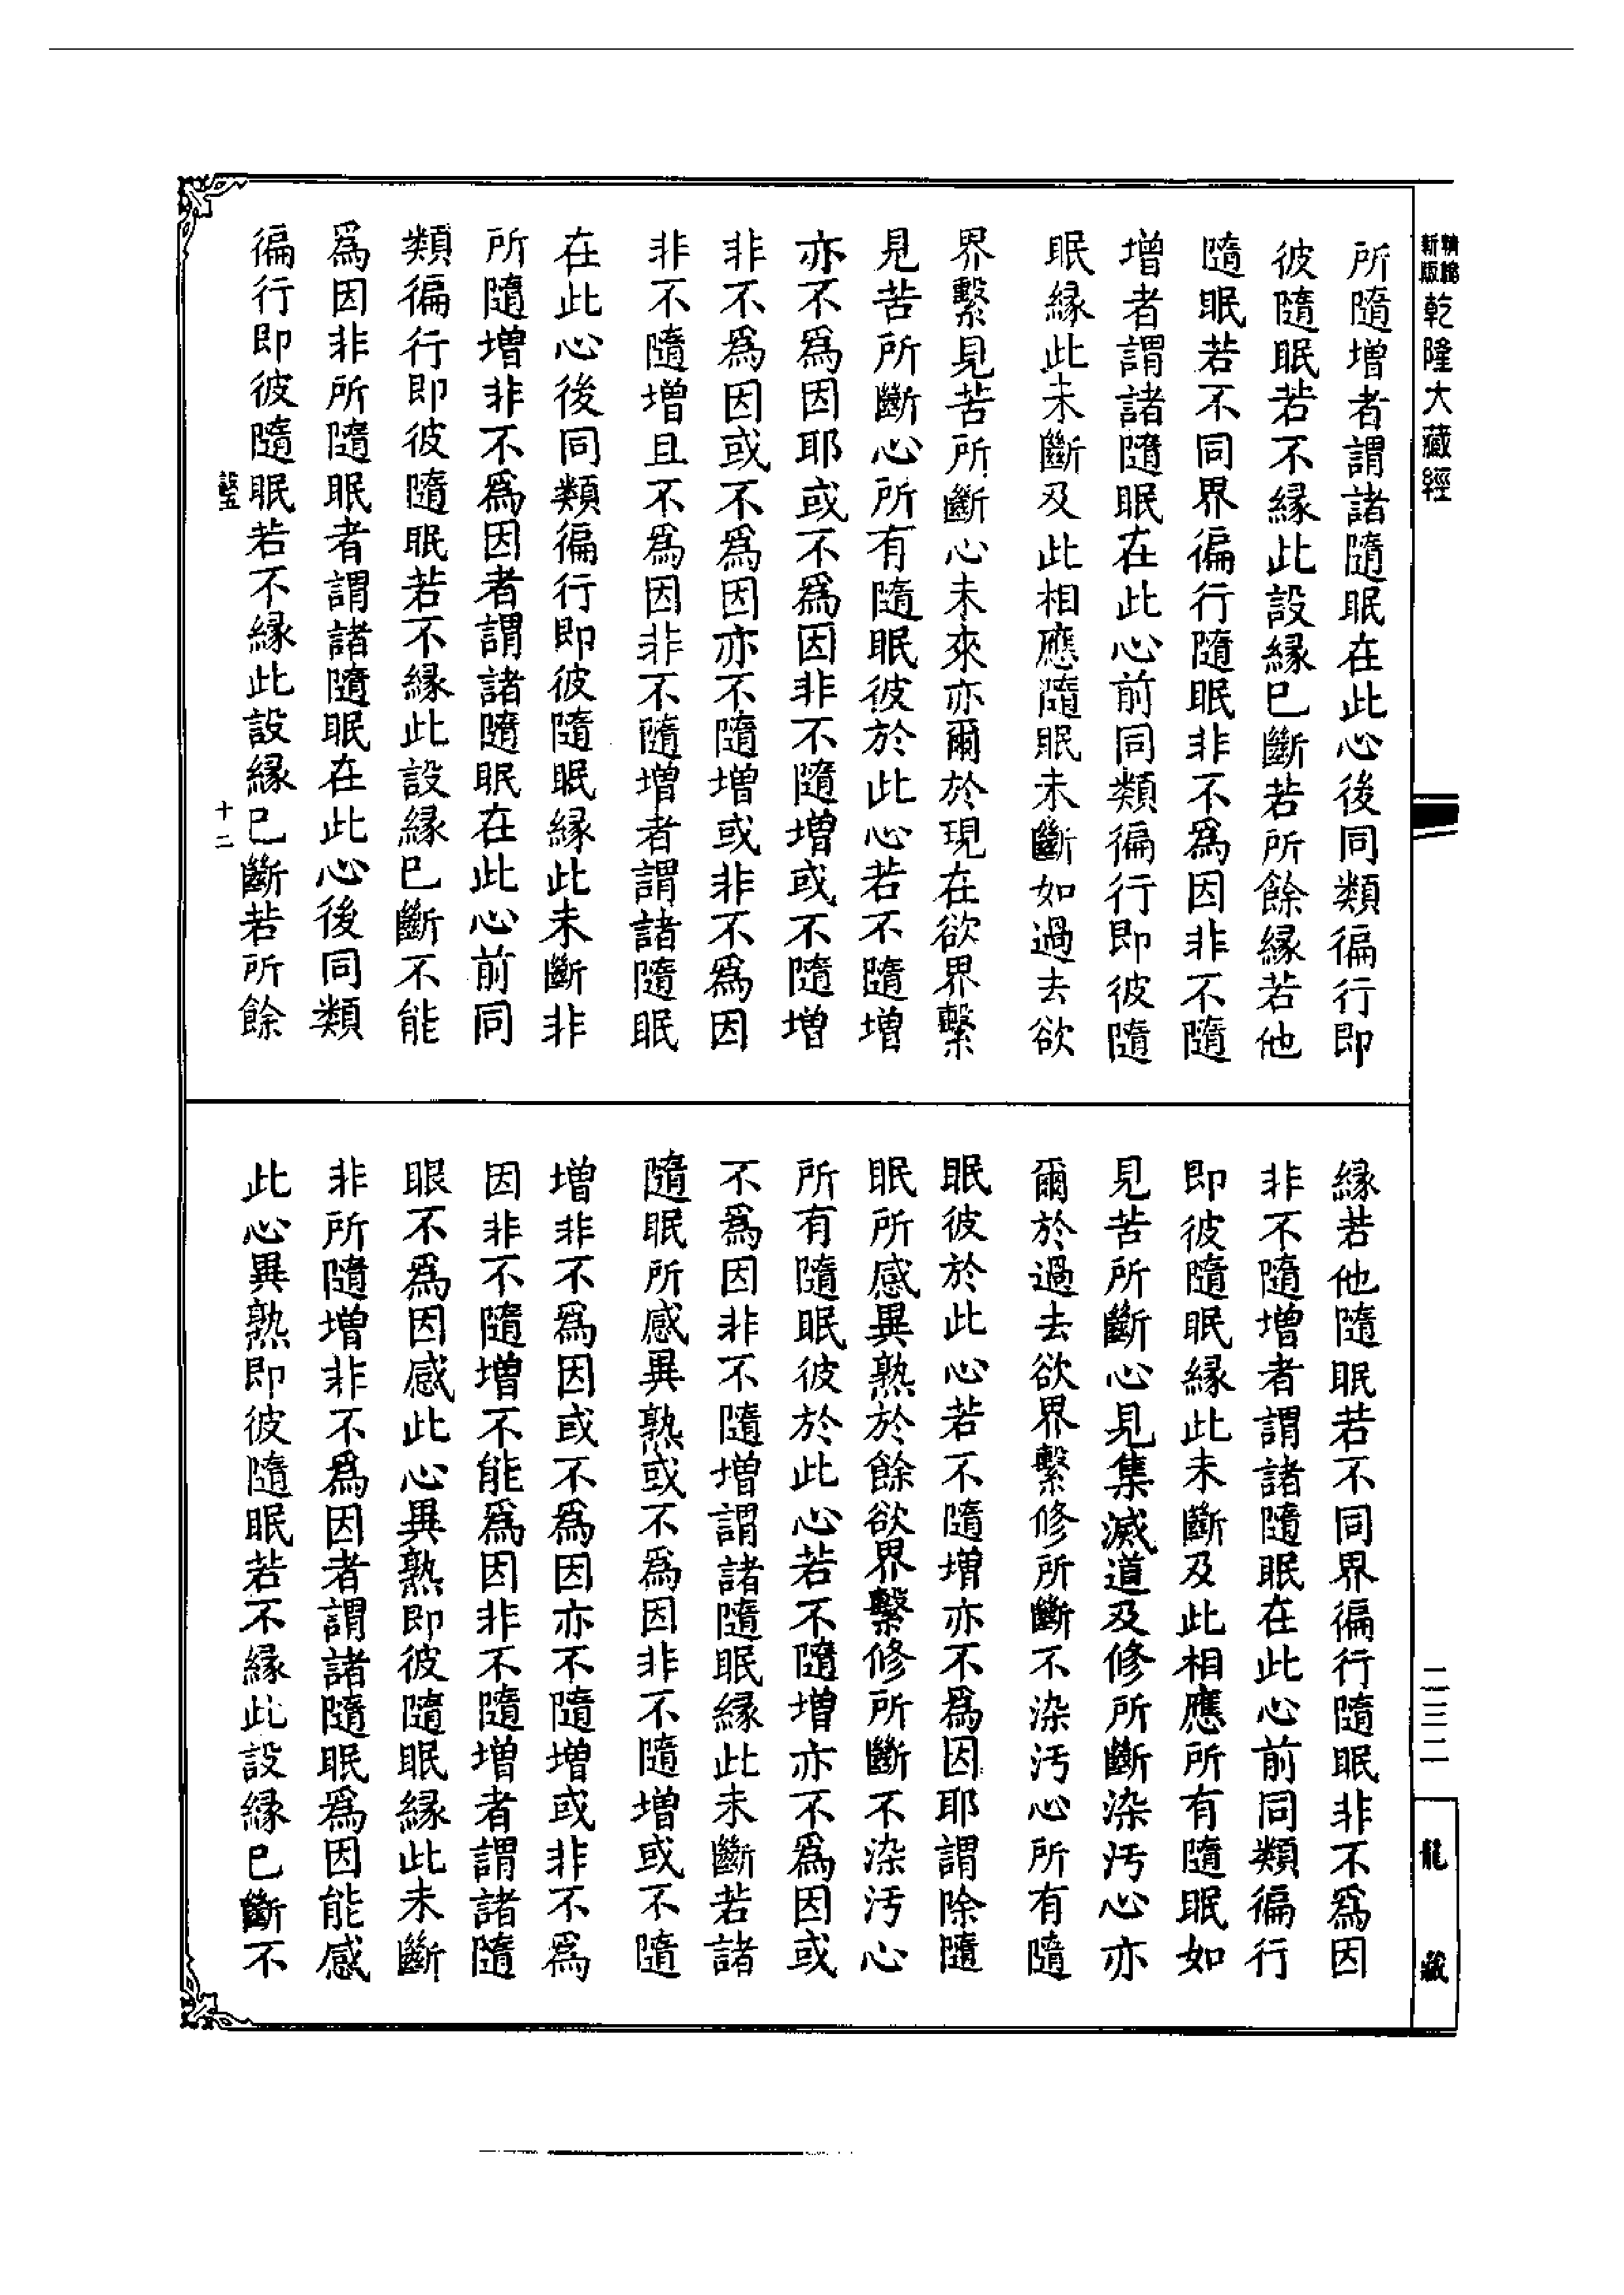 新版
乾隆大藏經
所隨增者謂諸隨眠在此心後同類徧行即
彼隨眠若不緣此設緣已斷若所餘緣若他
隨眠若不同界徧行隨眠非不爲因非不隨
增者謂諸隨眠在此心前同類徧行即彼隨
眠緣此未斷及此相應隨眠未斷如過去欲
界繫見苦所斷心未來亦爾於現在欲界繫
見苦所斷心所有隨眠彼於此心若不隨增
亦不爲因耶或不爲因非不隨增或不隨增
非不爲因或不爲因亦不隨增或非不爲因
非不隨增且不爲因非不隨增者謂諸隨眠
在此心後同類徧行即彼隨眠緣此未斷非
所隨增非不爲因者謂諸隨眠在此心前同
類徧行即彼隨眠若不緣此設緣已斷不能
爲因非所隨眠者謂諸隨眠在此心後同類
徧行即彼隨眠若不緣此設緣已斷若所餘
十二
緣若他隨眠若不同界徧行隨眠非不爲因
非不隨增者謂諸隨眠在此心前同類徧行
即彼隨眠緣此未斷及此相應所有隨眠如
見苦所斷心見集滅道及修所斷染汚心亦
爾於過去欲界繫修所斷不染汚心所有隨
眠彼於此心若不隨增亦不爲因耶謂除隨
眠所感異熟於餘欲界繫修所斷不染汚心
所有隨眠彼於此心若不隨增亦不爲因或
不爲因非不隨增謂諸隨眠緣此未斷若諸
隨眠所感異熟或不爲因非不隨增或不隨
增非不爲因或不爲因亦不隨增或非不爲
因非不隨增不能爲因非不隨增者謂諸隨
眠不爲因感此心異熟即彼隨眠緣此未斷
非所隨增非不爲因者謂諸隨眠爲因能感
此心異熟即彼隨眠若不緣此設緣已斷不
二三二
龍藏